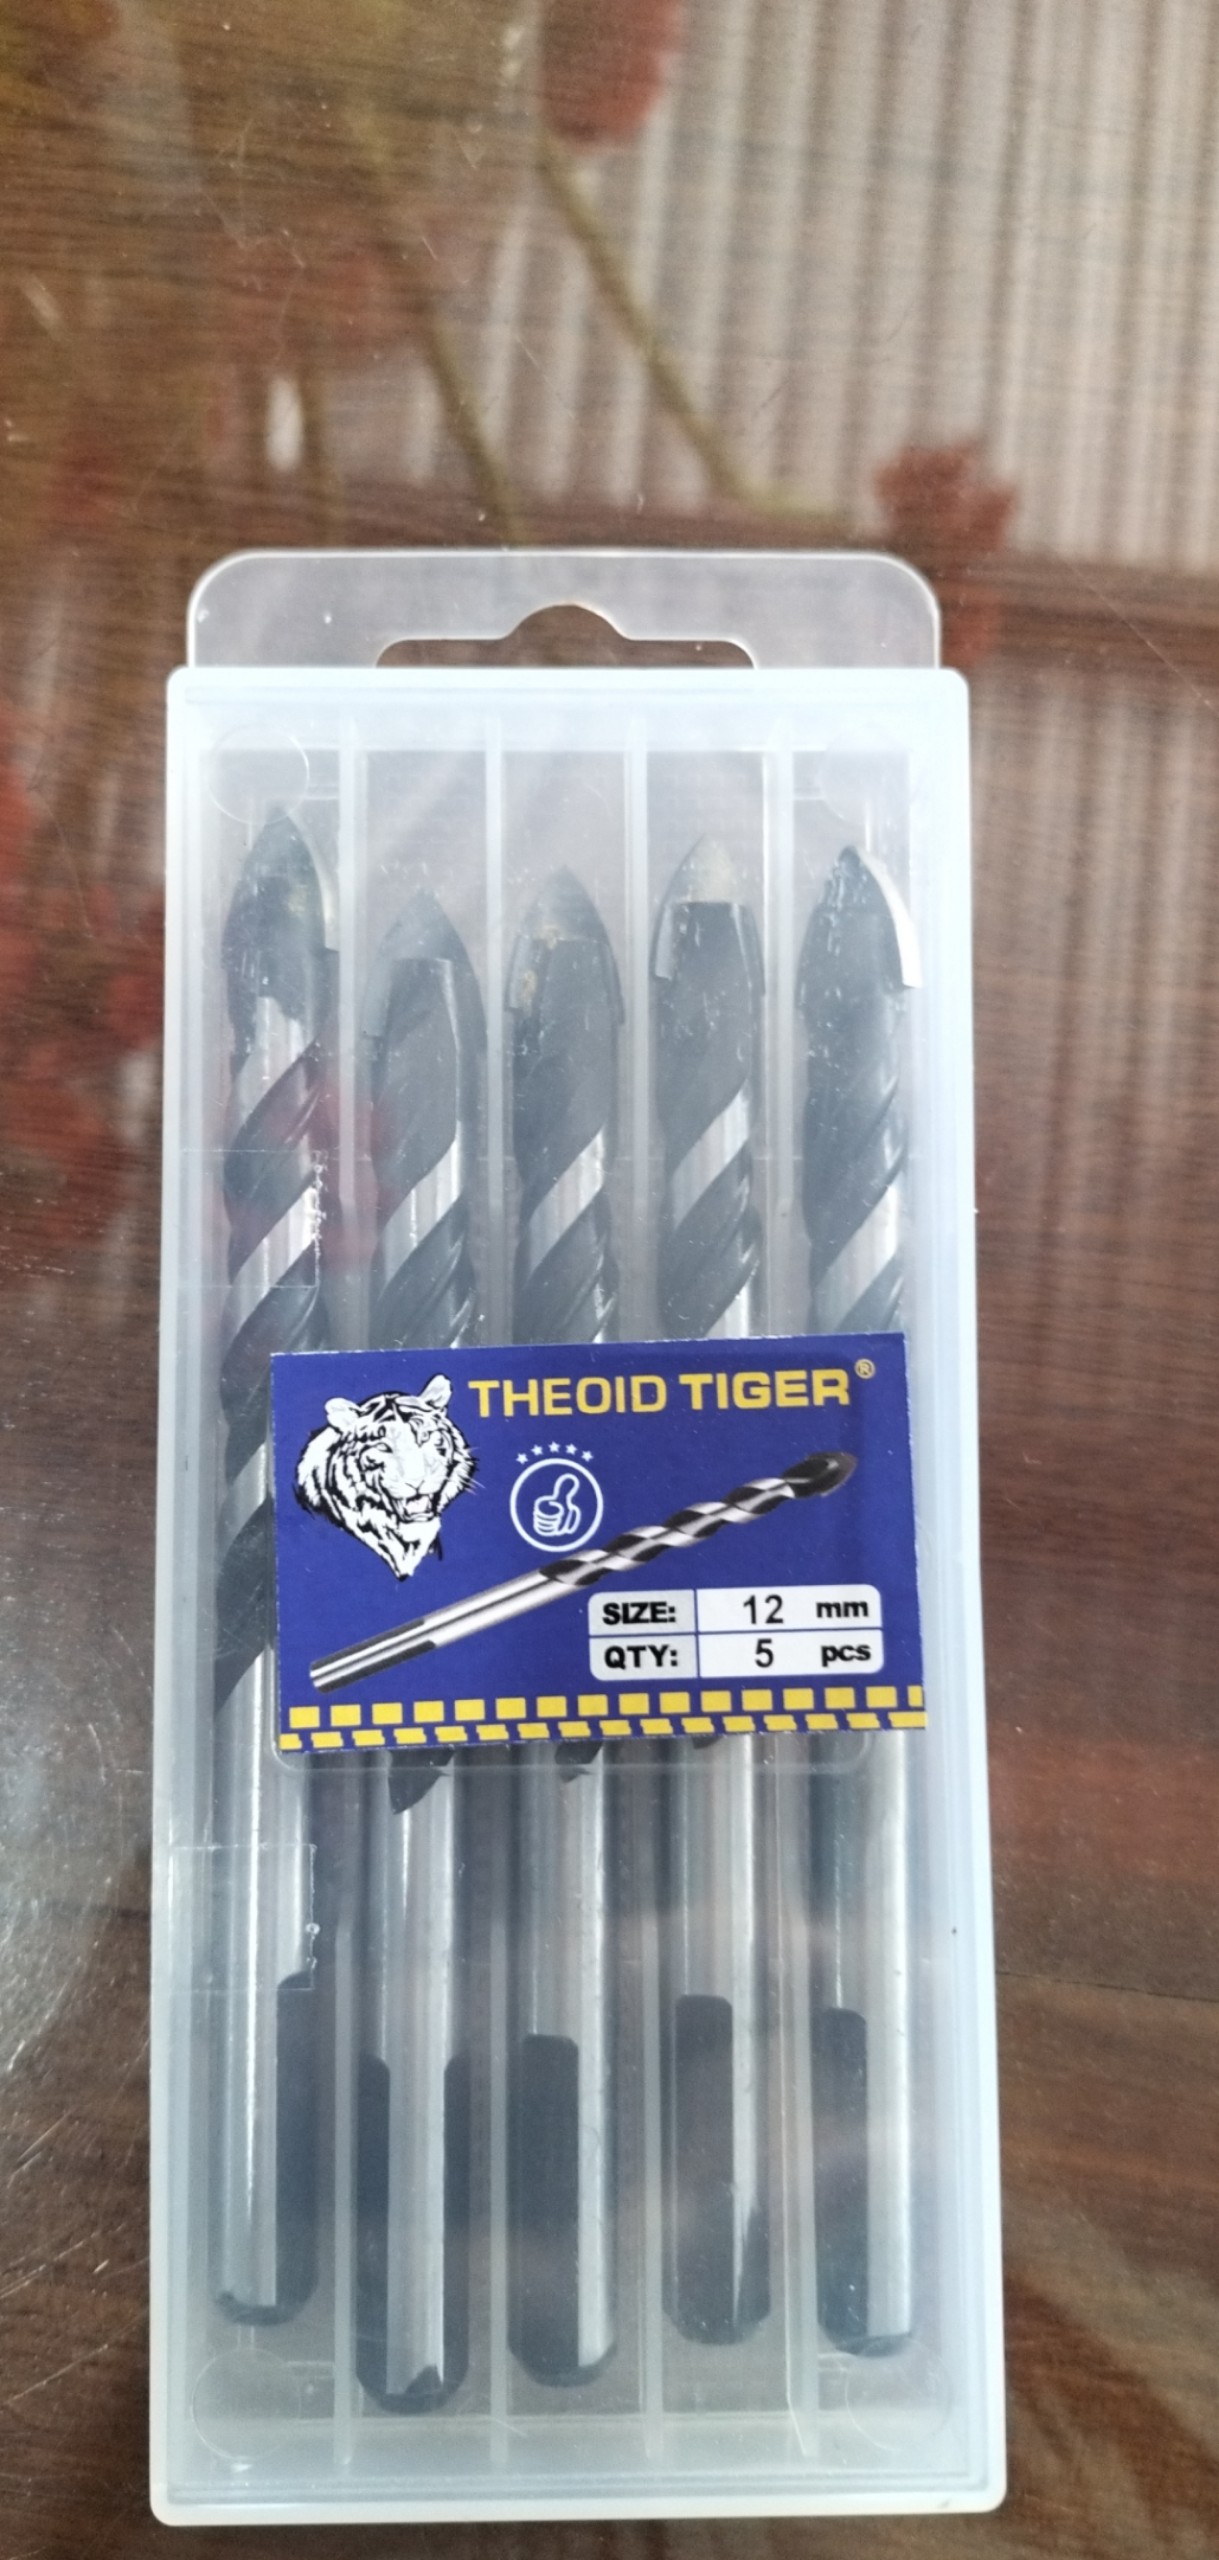 THEOID TIGER®
SIZE: 12 mm
QTY: 5 pcs